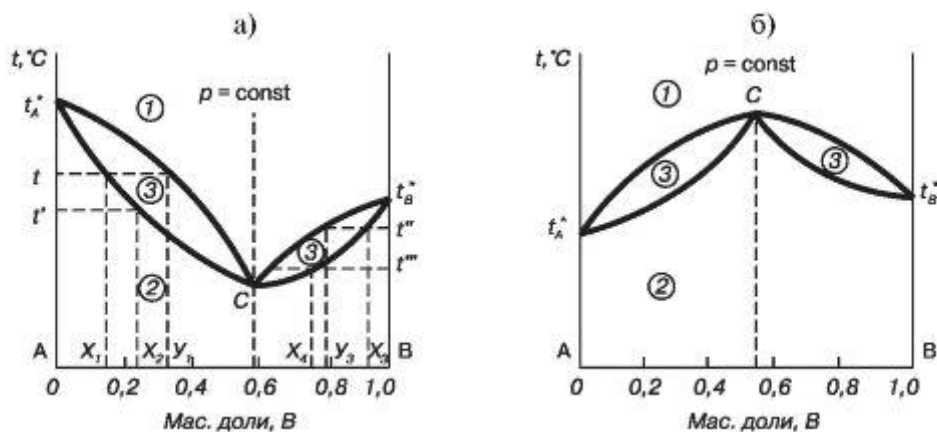 а)
t,°C
p = const
t*A
①
t
③
t'
t*B
t''
③
t''''
C
②
A
X₁
X₂
У₁
X₄
У₃
X₃
B
0
0,2
0,4
0,6
0,8
1,0
Мас. доли, В
б)
t,°C
p = const
①
C
③
③
t*B
t*A
②
A
B
0
0,2
0,4
0,6
0,8
1,0
Мас. доли, В